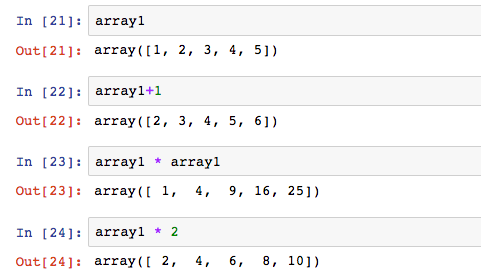 In [21]: array1
Out[21]: array([1, 2, 3, 4, 5])
In [22]: array1+1
Out[22]: array([2, 3, 4, 5, 6])
In [23]: array1 * array1
Out[23]: array([ 1,  4,  9, 16, 25])
In [24]: array1 * 2
Out[24]: array([ 2,  4,  6,  8, 10])